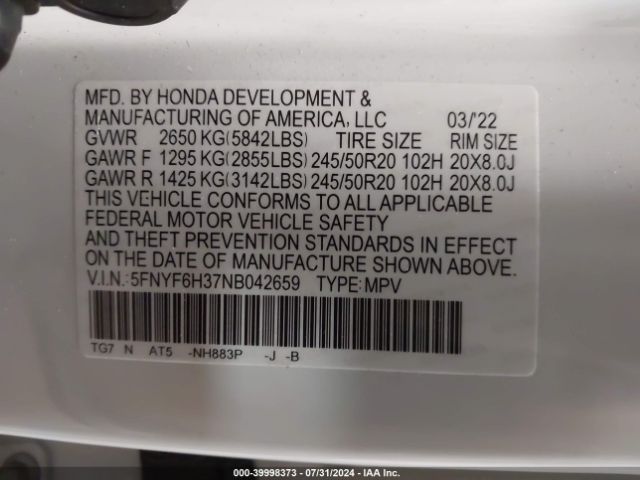 MFD. BY HONDA DEVELOPMENT &
MANUFACTURING OF AMERICA, LLC 03/'22
GVWR 2650 KG(5842LBS) TIRE SIZE RIM SIZE
GAWR F 1295 KG(2855LBS) 245/50R20 102H 20X8.0J
GAWR R 1425 KG(3142LBS) 245/50R20 102H 20X8.0J
THIS VEHICLE CONFORMS TO ALL APPLICABLE
FEDERAL MOTOR VEHICLE SAFETY
AND THEFT PREVENTION STANDARDS IN EFFECT
ON THE DATE OF MANUFACTURE SHOWN ABOVE.
V.I.N.: 5FNYF6H37NB042659 TYPE: MPV
TG7 N AT5 -NH883P -J -B
000-39998373 - 07/31/2024 - IAA Inc.